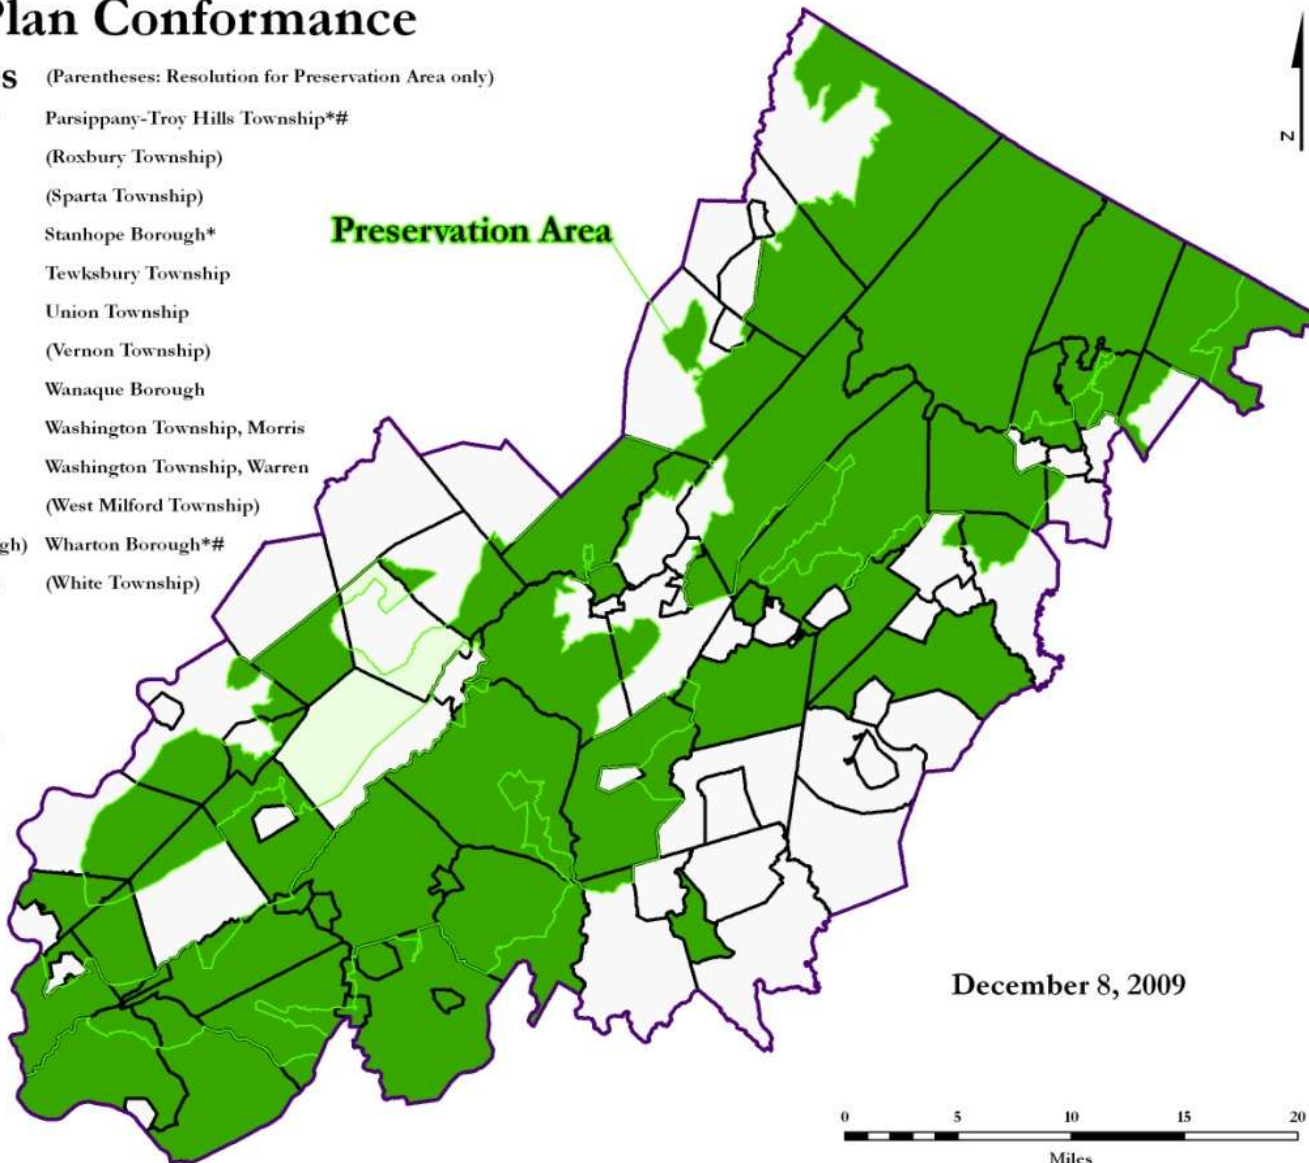 Plan Conformance
s (Parentheses: Resolution for Preservation Area only)
Parsippany-Troy Hills Township*#
(Roxbury Township)
(Sparta Township)
Stanhope Borough*
Tewksbury Township
Union Township
(Vernon Township)
Wanaque Borough
Washington Township, Morris
Washington Township, Warren
(West Milford Township)
gh) Wharton Borough*#
(White Township)
Preservation Area
N
December 8, 2009
0 5 10 15 20
Miles